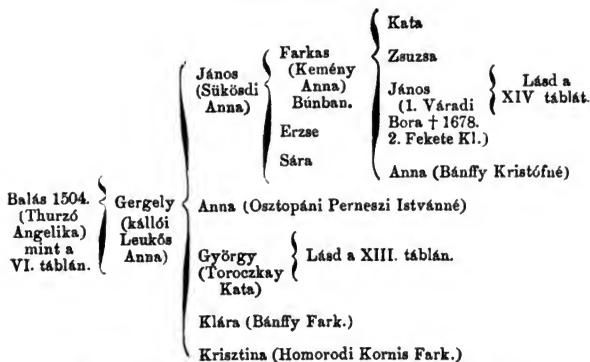 Balás 1504.
(Thurzó
Angelika)
mint a
VI. táblán.
Gergely
(kállói
Leukős
Anna)
János
(Sükösdi
Anna)
Farkas
(Kemény
Anna)
Búnban.
Kata
Zsuzsa
János
(1. Váradi
Bora † 1678.
2. Fekete Kl.)
Lásd a
XIV táblát.
Anna (Bánffy Kristófné)
Erzse
Sára
Anna (Osztopáni Perneszi Istvánné)
György
(Toroczkay
Kata)
Lásd a XIII. táblán.
Klára (Bánffy Fark.)
Krisztina (Homorodi Kornis Fark.)